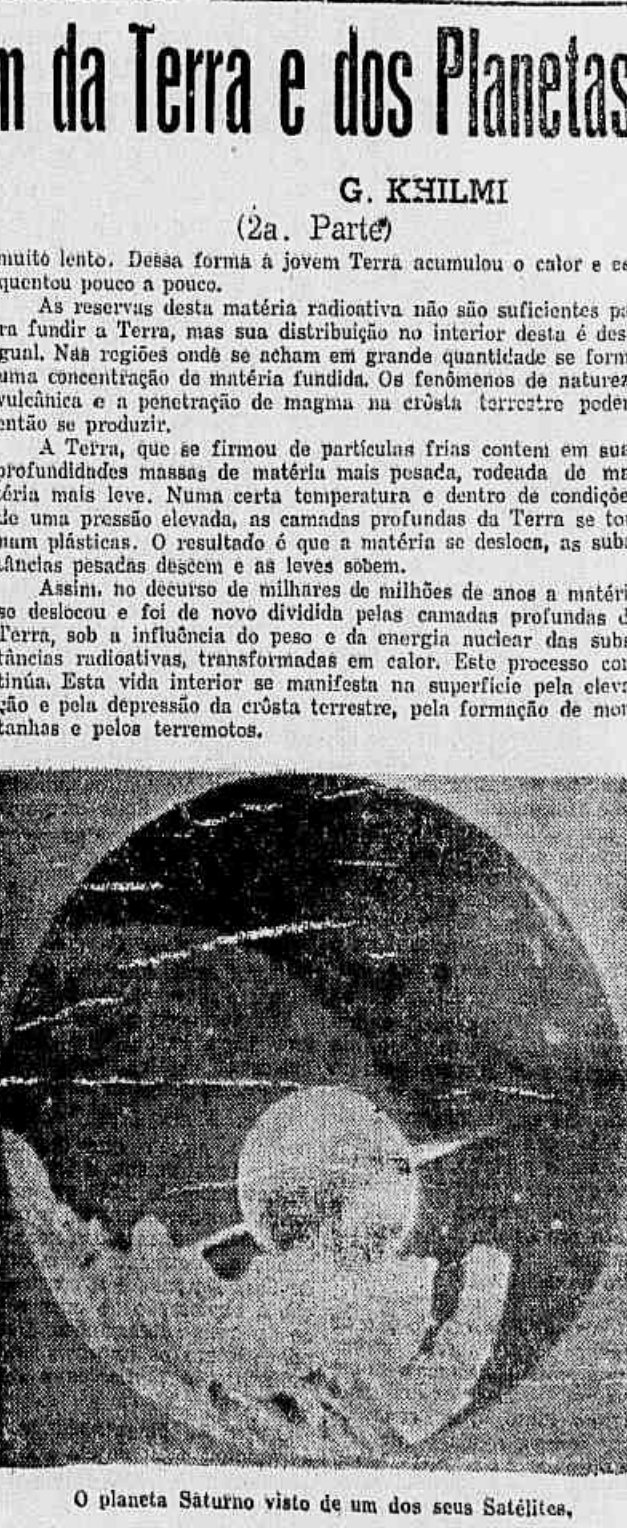 m da Terra e dos Planetas
G. KHILMI
(2a. Parte)
muito lento. Dessa forma a jovem Terra acumulou o calor e es
quentou pouco a pouco.
As reservas desta matéria radioativa não são suficientes pa
ra fundir a Terra, mas sua distribuição no interior desta é des
gual. Nas regiões onde se acham em grande quantidade se form
uma concentração de matéria fundida. Os fenômenos de naturez
vulcânica e a penetração de magma na crôsta terrestre podem
então se produzir.
A Terra, que se firmou de partículas frias contem em sua
profundidades massas de matéria mais pesada, rodeada de ma
téria mais leve. Numa certa temperatura e dentro de condiçõe
de uma pressão elevada, as camadas profundas da Terra se tor
nam plásticas. O resultado é que a matéria se desloca, as subs
tâncias pesadas descem e as leves sobem.
Assim, no decurso de milhares de milhões de anos a matéri
se deslocou e foi de novo dividida pelas camadas profundas d
Terra, sob a influência do peso e da energia nuclear das subs
tâncias radioativas, transformadas em calor. Este processo con
tinúa. Esta vida interior se manifesta na superfície pela eleva
ção e pela depressão da crôsta terrestre, pela formação de mon
tanhas e pelos terremotos.
O planeta Saturno visto de um dos seus Satélites.